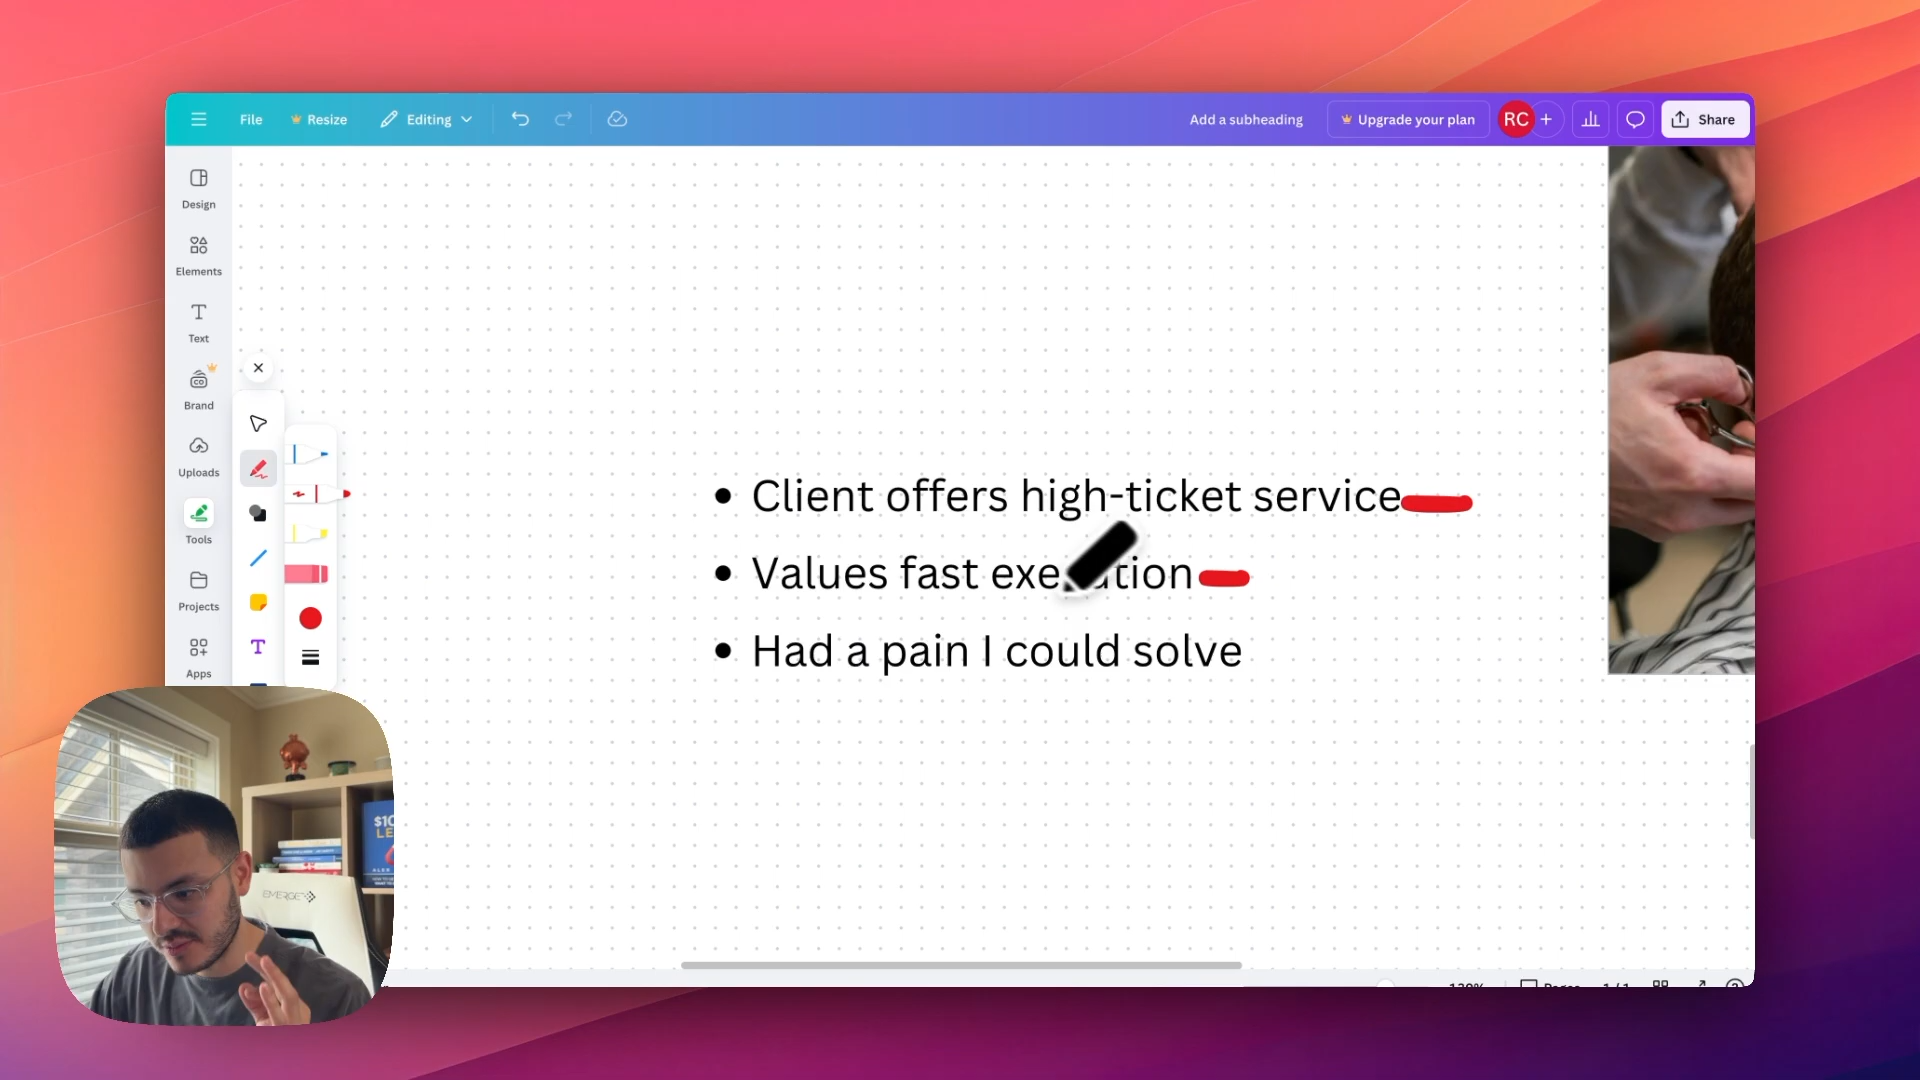 File
Resize
Editing
Add a subheading
Upgrade your plan
RC
Share
Design
Elements
Text
Brand
Uploads
Tools
Projects
Apps
• Client offers high-ticket service
• Values fast exe tion
• Had a pain I could solve
EMERGE